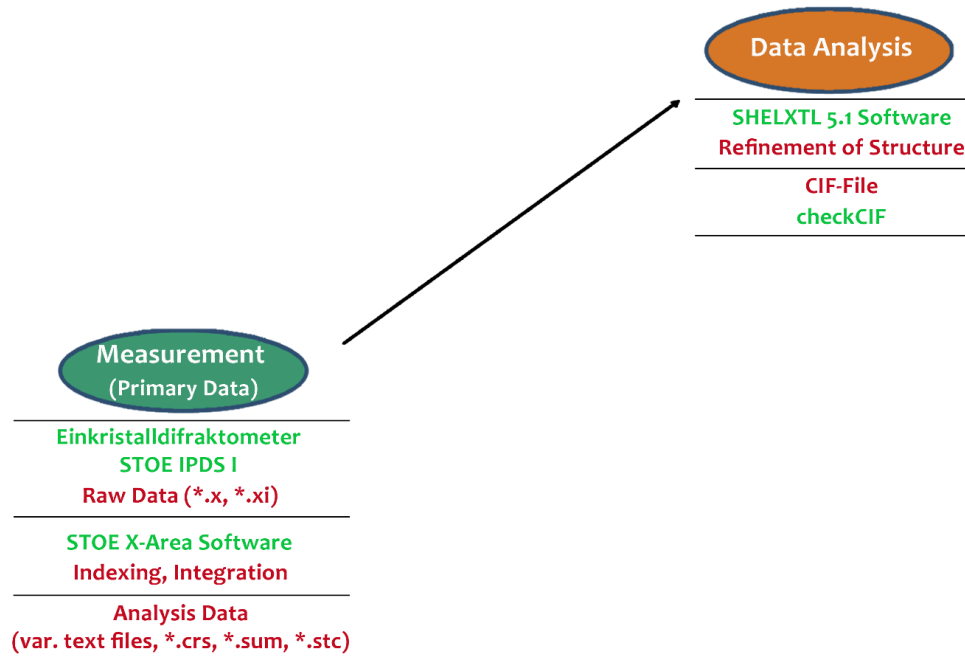 Data Analysis
SHELXTL 5.1 Software
Refinement of Structure
CIF-File
checkCIF
Measurement
(Primary Data)
Einkristalldifraktometer
STOE IPDS I
Raw Data (*.x, *.xi)
STOE X-Area Software
Indexing, Integration
Analysis Data
(var. text files, *.crs, *.sum, *.stc)